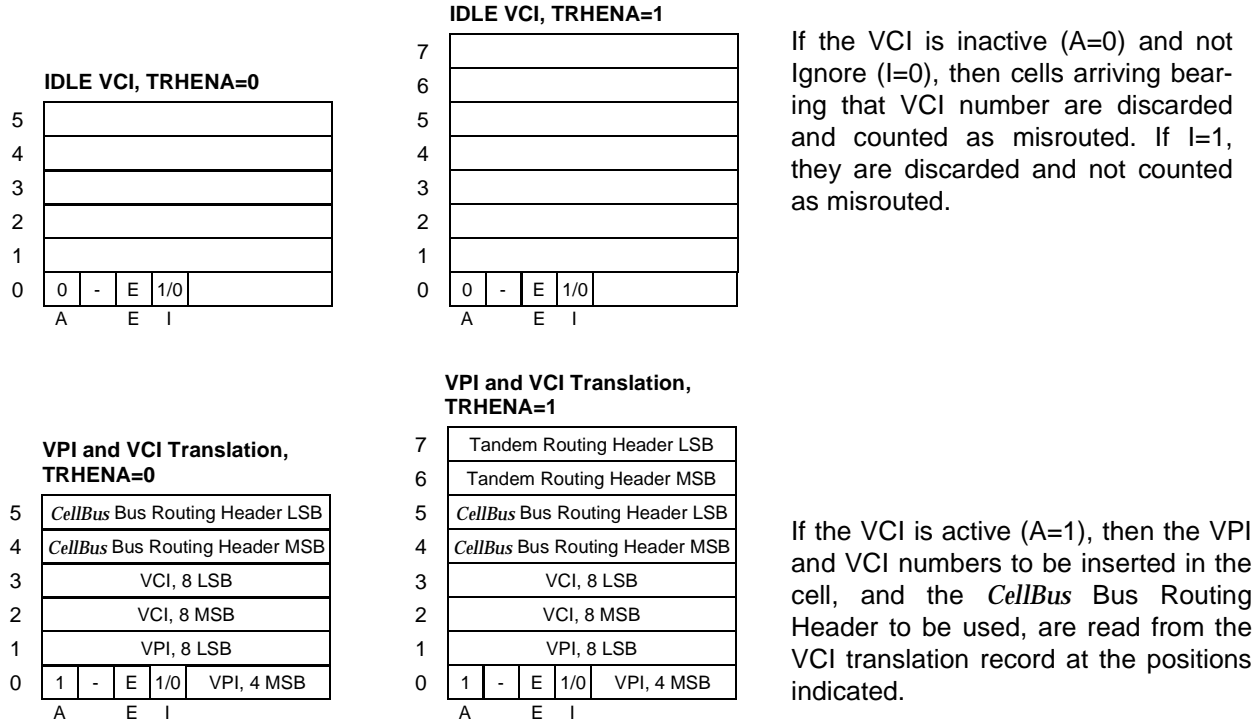 IDLE VCI, TRHENA=0
5
4
3
2
1
0 0 - E 1/0
A E I
IDLE VCI, TRHENA=1
7
6
5
4
3
2
1
0 0 - E 1/0
A E I
If the VCI is inactive (A=0) and not
Ignore (I=0), then cells arriving bear-
ing that VCI number are discarded
and counted as misrouted. If I=1,
they are discarded and not counted
as misrouted.
VPI and VCI Translation,
TRHENA=0
5 CellBus Bus Routing Header LSB
4 CellBus Bus Routing Header MSB
3 VCI, 8 LSB
2 VCI, 8 MSB
1 VPI, 8 LSB
0 1 - E 1/0 VPI, 4 MSB
A E I
VPI and VCI Translation,
TRHENA=1
7 Tandem Routing Header LSB
6 Tandem Routing Header MSB
5 CellBus Bus Routing Header LSB
4 CellBus Bus Routing Header MSB
3 VCI, 8 LSB
2 VCI, 8 MSB
1 VPI, 8 LSB
0 1 - E 1/0 VPI, 4 MSB
A E I
If the VCI is active (A=1), then the VPI
and VCI numbers to be inserted in the
cell, and the CellBus Bus Routing
Header to be used, are read from the
VCI translation record at the positions
indicated.